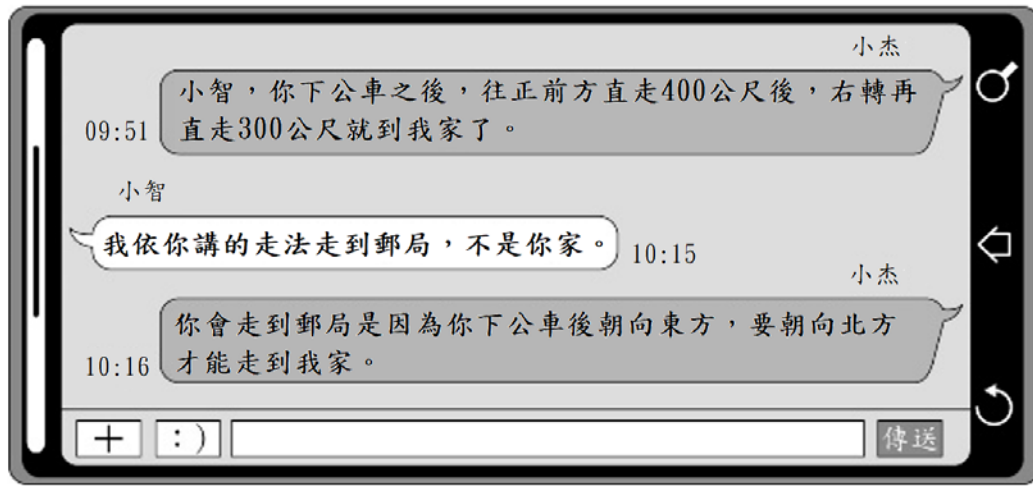 小杰
小智，你下公車之後，往正前方直走400公尺後，右轉再
直走300公尺就到我家了。
09:51
小智
我依你講的走法走到郵局，不是你家。
10:15
小杰
你會走到郵局是因為你下公車後朝向東方，要朝向北方
才能走到我家。
10:16
＋
：)
傳送